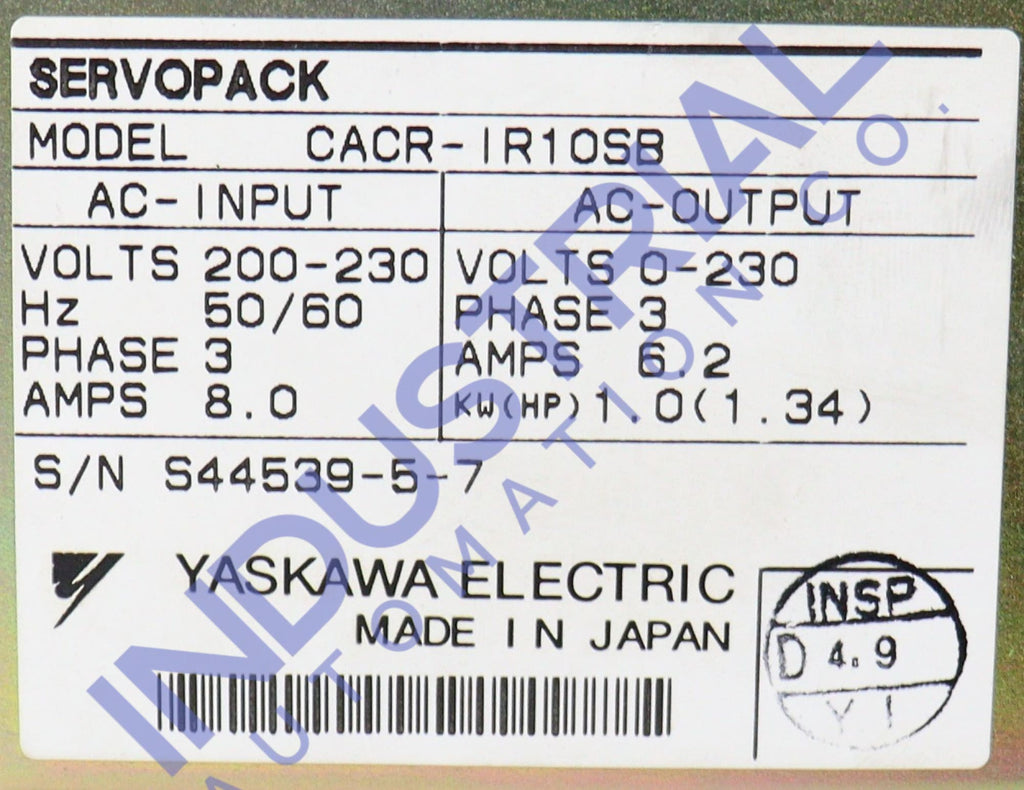 SERVOPACK
MODEL CACR-IR10SB
AC-INPUT
VOLTS 200-230
Hz 50/60
PHASE 3
AMPS 8.0
AC-OUTPUT
VOLTS 0-230
PHASE 3
AMPS 6.2
KW(HP) 1.0(1.34)
S/N S44539-5-7
YASKAWA ELECTRIC
MADE IN JAPAN
INSP
D 4.9
Y I
INDUSTRIAL
AUTOMATION CO.